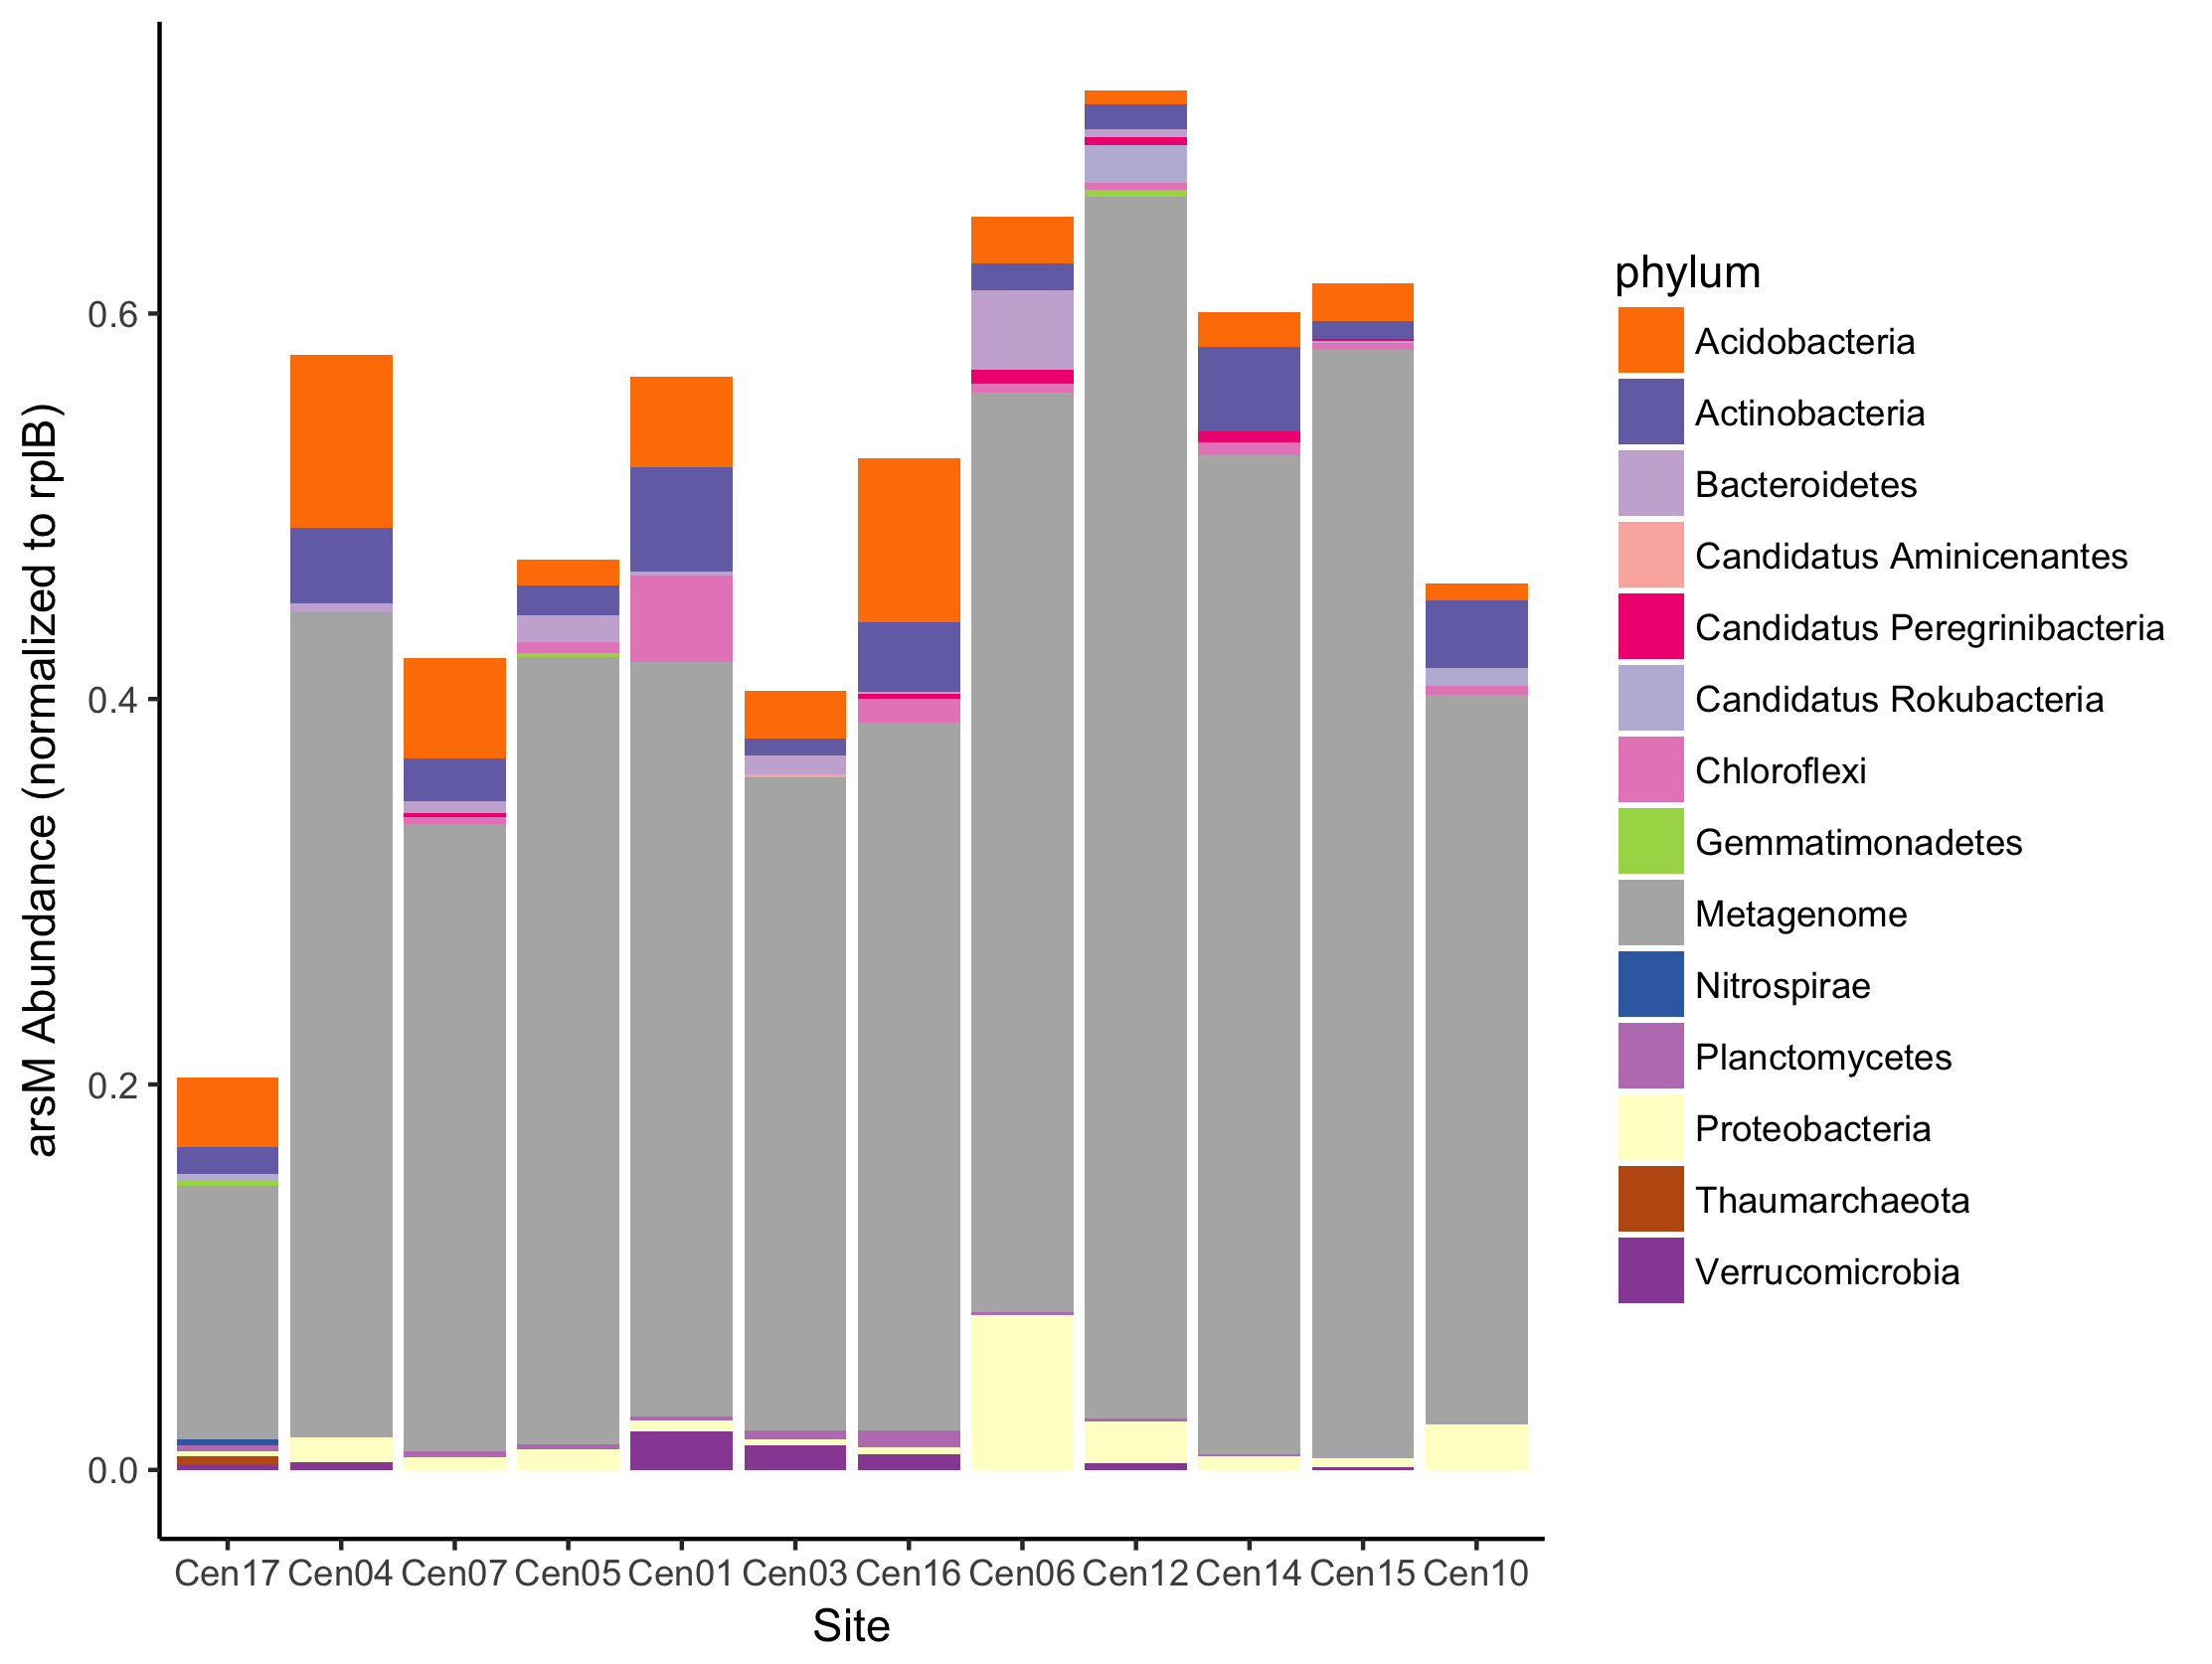 arsM Abundance (normalized to rplB)
0.6
0.4
0.2
0.0
Cen17 Cen04 Cen07 Cen05 Cen01 Cen03 Cen16 Cen06 Cen12 Cen14 Cen15 Cen10
Site
phylum
Acidobacteria
Actinobacteria
Bacteroidetes
Candidatus Aminicenantes
Candidatus Peregrinibacteria
Candidatus Rokubacteria
Chloroflexi
Gemmatimonadetes
Metagenome
Nitrospirae
Planctomycetes
Proteobacteria
Thaumarchaeota
Verrucomicrobia